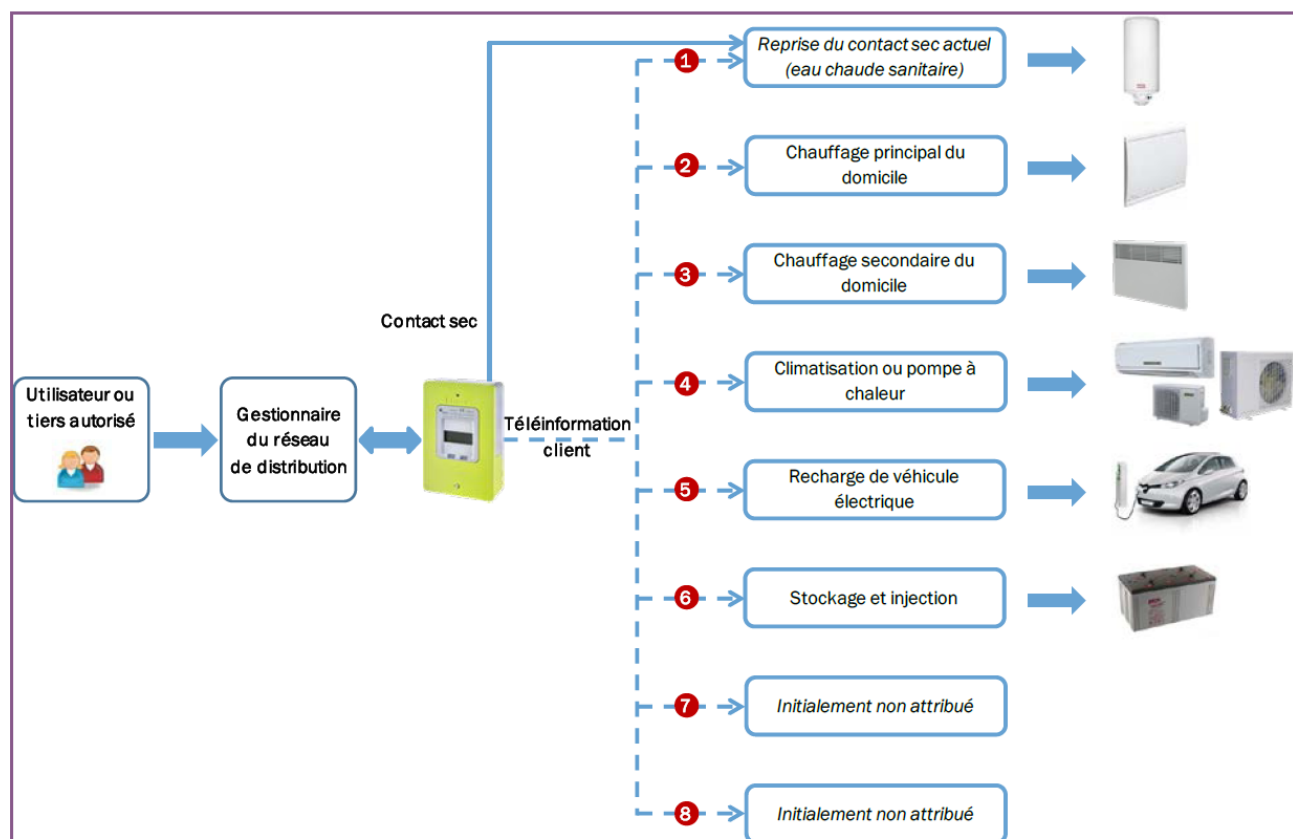 Utilisateur ou
tiers autorisé
Gestionnaire
du réseau
de distribution
Contact sec
Téléinformation
client
1
Reprise du contact sec actuel
(eau chaude sanitaire)
2
Chauffage principal du
domicile
3
Chauffage secondaire du
domicile
4
Climatisation ou pompe à
chaleur
5
Recharge de véhicule
électrique
6
Stockage et injection
7
Initialement non attribué
8
Initialement non attribué